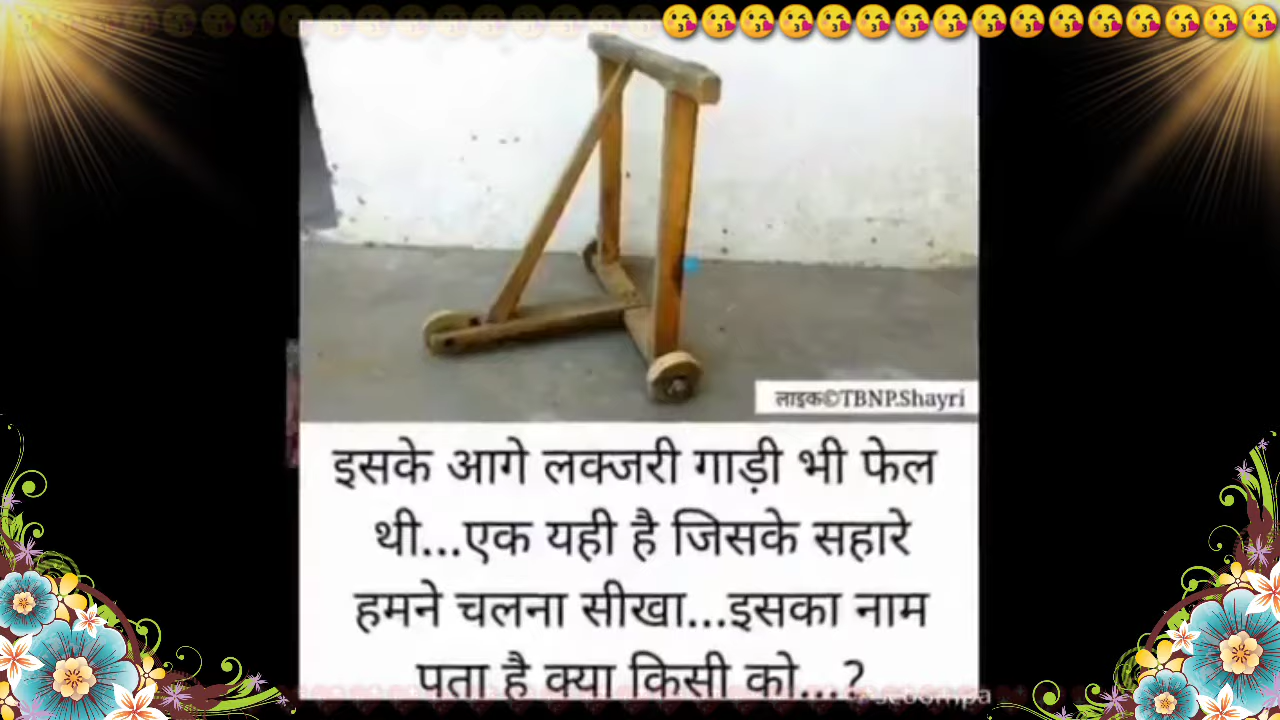 लाइक©TBNP.Shayri
इसके आगे लक्जरी गाड़ी भी फेल
थी...एक यही है जिसके सहारे
हमने चलना सीखा...इसका नाम
पता है क्या किसी को...?